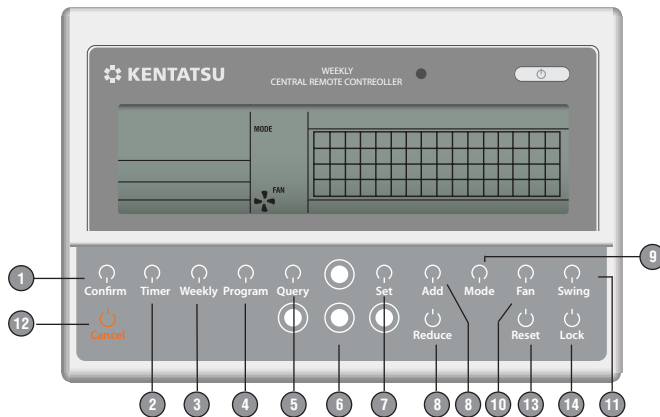 KENTATSU
WEEKLY
CENTRAL REMOTE CONTROLLER
MODE
FAN
9
1
Confirm Timer Weekly Program Query Set Add Mode Fan Swing
12
Cancel Reduce Reset Lock
2 3 4 5 6 7 8 8 10 13 14 11